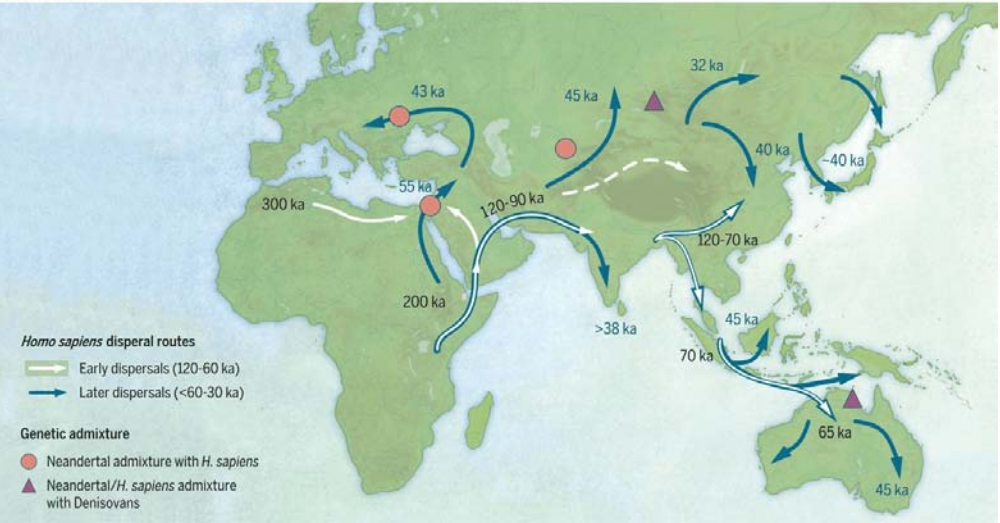 32 ka
43 ka
45 ka
40 ka
~40 ka
55 ka
300 ka
120-90 ka
120-70 ka
200 ka
>38 ka
45 ka
70 ka
65 ka
45 ka
Homo sapiens disperal routes
Early dispersals (120-60 ka)
Later dispersals (<60-30 ka)
Genetic admixture
Neandertal admixture with H. sapiens
Neandertal/H. sapiens admixture
with Denisovans